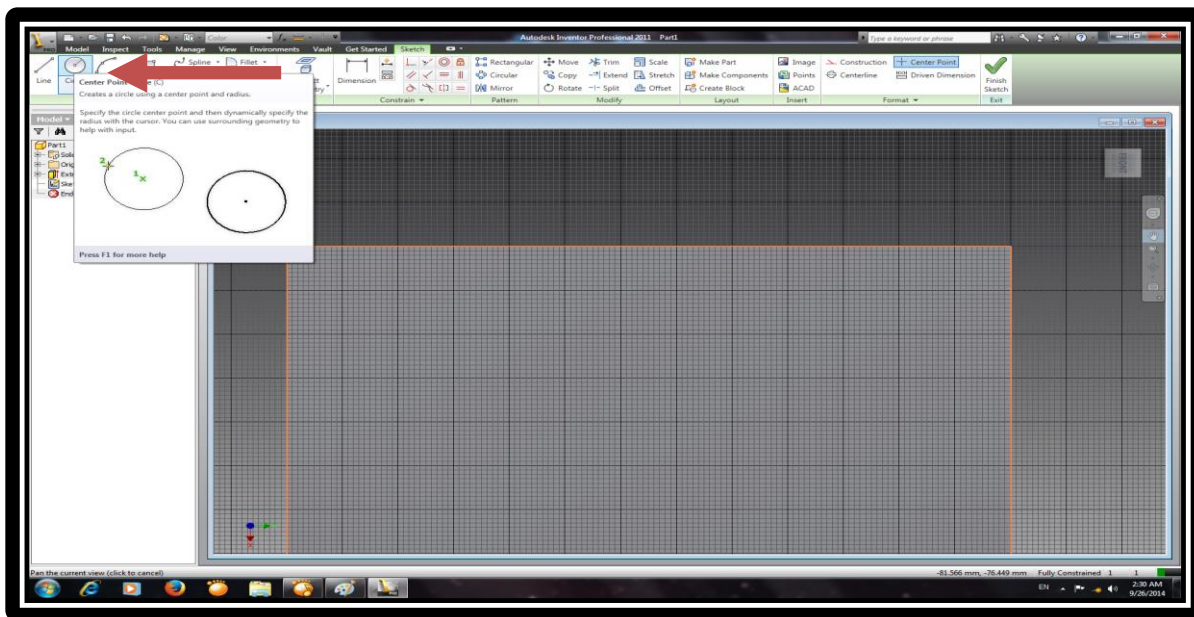 Color
Autodesk Inventor Professional 2011 Part1
Type a keyword or phrase
Model Inspect Tools Manage View Environments Vault Get Started Sketch
Spline Fillet
Rectangular Move Trim Scale Make Part Image Construction Center Point
Line
Dimension
Circular Copy Extend Stretch Make Components Points Centerline Driven Dimension
Mirror Rotate Split Offset Create Block ACAD
Finish
Sketch
Constrain Pattern Modify Layout Insert Format Exit
(C)
Creates a circle using a center point and radius.
Specify the circle center point and then dynamically specify the
radius with the cursor. You can use surrounding geometry to
help with input.
2
1
Press F1 for more help
Model
Part1
FRONT
Pan the current view (click to cancel)
-81.566 mm, -76.449 mm Fully Constrained 1 1
EN
2:30 AM
9/26/2014